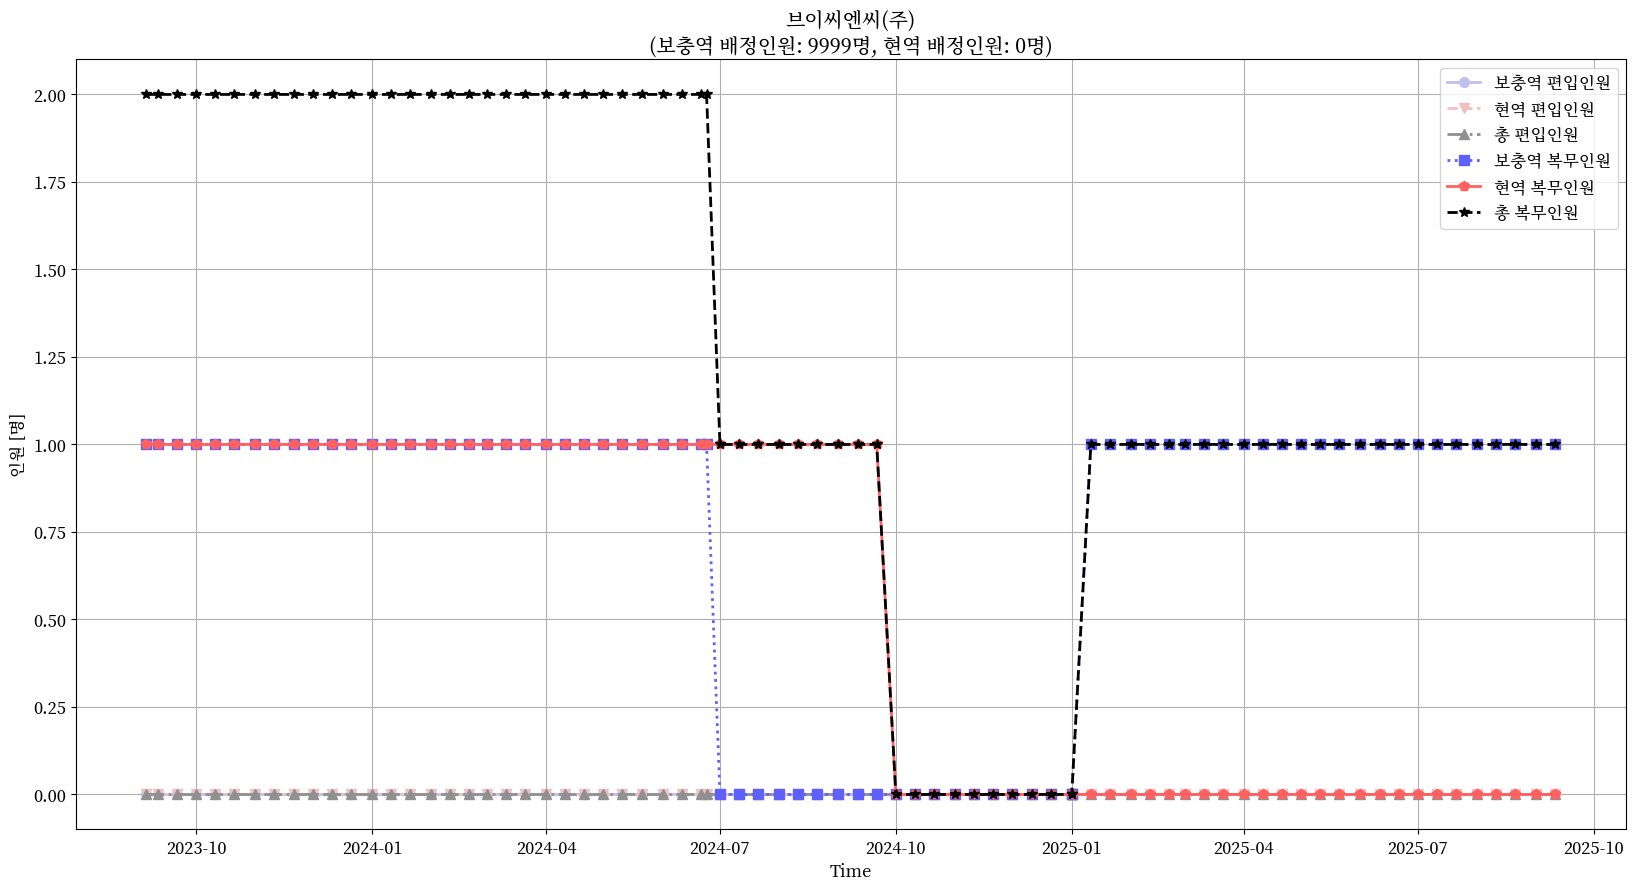 브이씨엔씨(주)
(보충역 배정인원: 9999명, 현역 배정인원: 0명)
보충역 편입인원
현역 편입인원
총 편입인원
보충역 복무인원
현역 복무인원
총 복무인원
인원 [명]
2.00
1.75
1.50
1.25
1.00
0.75
0.50
0.25
0.00
2023-10
2024-01
2024-04
2024-07
2024-10
2025-01
2025-04
2025-07
2025-10
Time